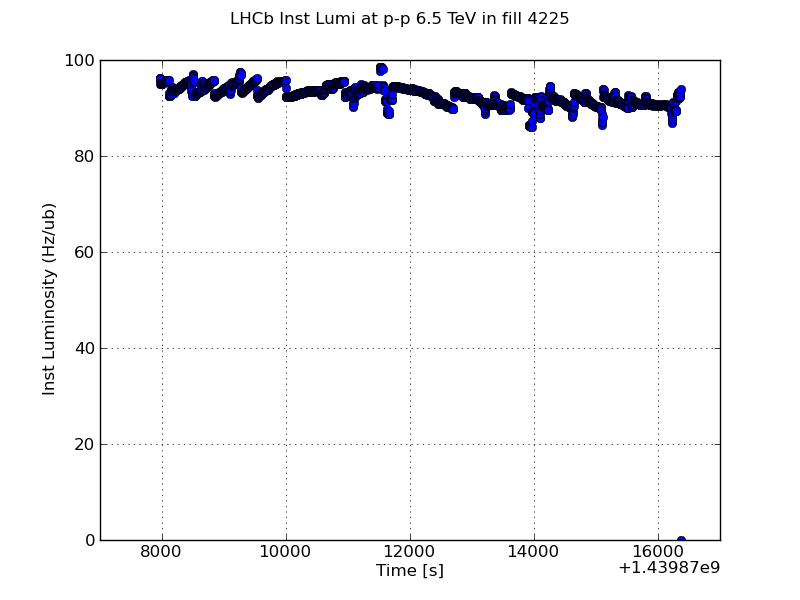 LHCb Inst Lumi at p-p 6.5 TeV in fill 4225
100
80
60
40
20
0
Inst Luminosity (Hz/ub)
8000 10000 12000 14000 16000
Time [s]
+1.43987e9